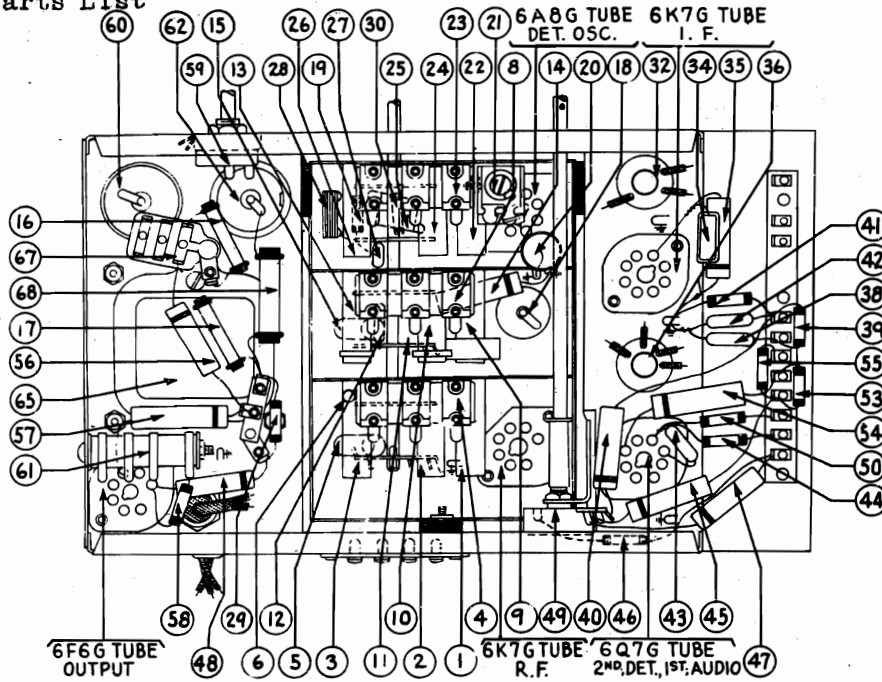 arts List
6A8G TUBE 6K7G TUBE
DET. OSC. I. F.
60 62 15 26 27 30 23 21 8 14
59 13 28 19 25 24 22 20 18 32 34 35 36
16
67
68
17
56
65
57
61
41
42
38
39
55
53
54
50
44
58 29 12 10 4 9 49 40 46 43 45
48 6 5 3 11 2 1 47
6F6G TUBE
OUTPUT
6K7G TUBE
R.F.
6Q7G TUBE
2ND, DET., 1ST, AUDIO